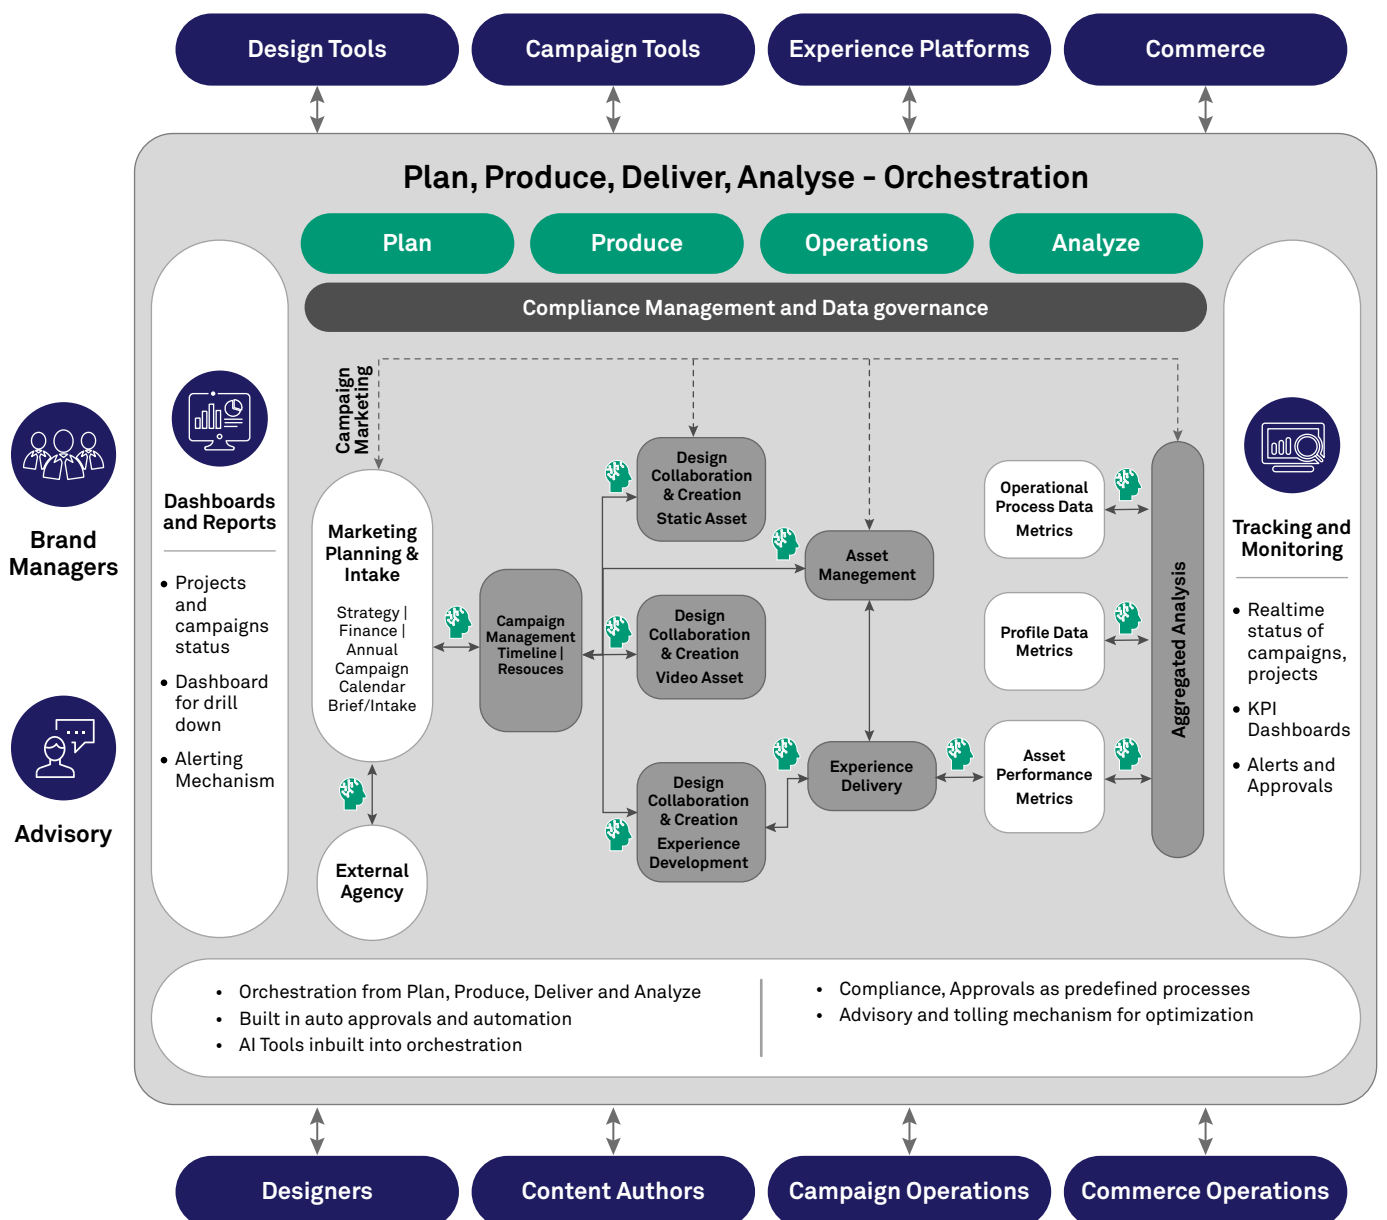 Design Tools
Campaign Tools
Experience Platforms
Commerce
Plan, Produce, Deliver, Analyse - Orchestration
Plan
Produce
Operations
Analyze
Compliance Management and Data governance
Brand
Managers
Advisory
Dashboards
and Reports
• Projects
and
campaigns
status
• Dashboard
for drill
down
• Alerting
Mechanism
Campaign
Marketing
Marketing
Planning &
Intake
Strategy |
Finance |
Annual
Campaign
Calendar
Brief/Intake
External
Agency
Campaign
Management
Timeline |
Resouces
Design
Collaboration
& Creation
Static Asset
Design
Collaboration
& Creation
Video Asset
Design
Collaboration
& Creation
Experience
Development
Asset
Manegement
Experience
Delivery
Operational
Process Data
Metrics
Profile Data
Metrics
Asset
Performance
Metrics
Aggregated Analysis
Tracking and
Monitoring
• Realtime
status of
campaigns,
projects
• KPI
Dashboards
• Alerts and
Approvals
• Orchestration from Plan, Produce, Deliver and Analyze
• Built in auto approvals and automation
• AI Tools inbuilt into orchestration
• Compliance, Approvals as predefined processes
• Advisory and tolling mechanism for optimization
Designers
Content Authors
Campaign Operations
Commerce Operations